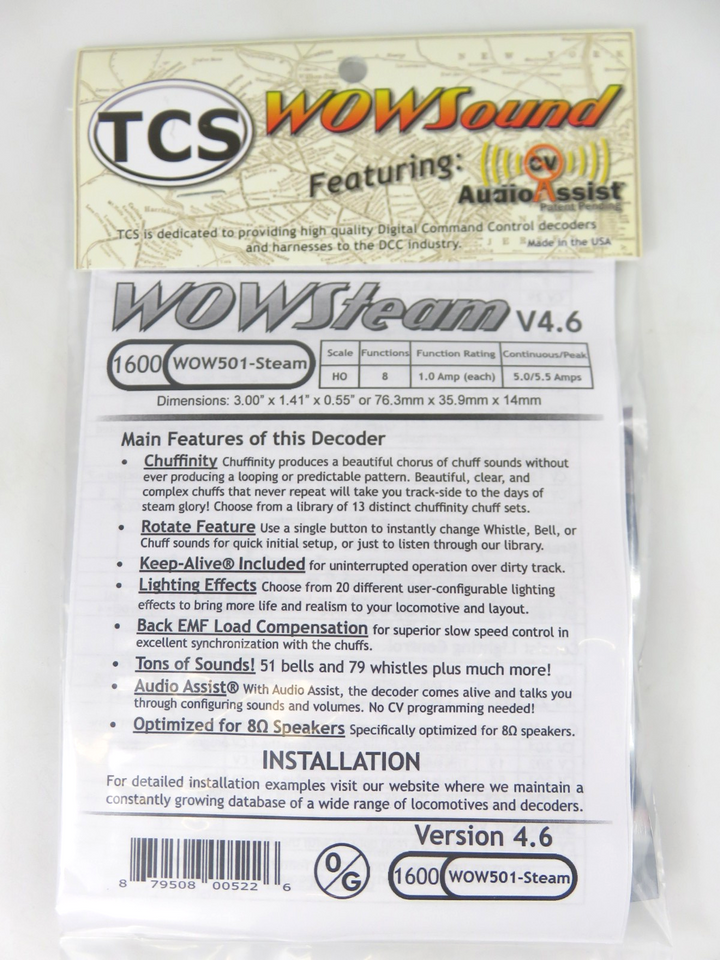 TCS WOWSound
Featuring: CV
AudioAssist
Patent Pending
TCS is dedicated to providing high quality Digital Command Control decoders
and harnesses to the DCC industry. Made in the USA
WOWSteam V4.6
1600 WOW501-Steam
Scale Functions Function Rating Continuous/Peak
HO 8 1.0 Amp (each) 5.0/5.5 Amps
Dimensions: 3.00” x 1.41” x 0.55” or 76.3mm x 35.9mm x 14mm
Main Features of this Decoder
• Chuffinity Chuffinity produces a beautiful chorus of chuff sounds without
ever producing a looping or predictable pattern. Beautiful, clear, and
complex chuffs that never repeat will take you track-side to the days of
steam glory! Choose from a library of 13 distinct chuffinity chuff sets.
• Rotate Feature Use a single button to instantly change Whistle, Bell, or
Chuff sounds for quick initial setup, or just to listen through our library.
• Keep-Alive® Included for uninterrupted operation over dirty track.
• Lighting Effects Choose from 20 different user-configurable lighting
effects to bring more life and realism to your locomotive and layout.
• Back EMF Load Compensation for superior slow speed control in
excellent synchronization with the chuffs.
• Tons of Sounds! 51 bells and 79 whistles plus much more!
• Audio Assist® With Audio Assist, the decoder comes alive and talks you
through configuring sounds and volumes. No CV programming needed!
• Optimized for 8Ω Speakers Specifically optimized for 8Ω speakers.
INSTALLATION
For detailed installation examples visit our website where we maintain a
constantly growing database of a wide range of locomotives and decoders.
8 79508 00522 6
O/G
Version 4.6
1600 WOW501-Steam